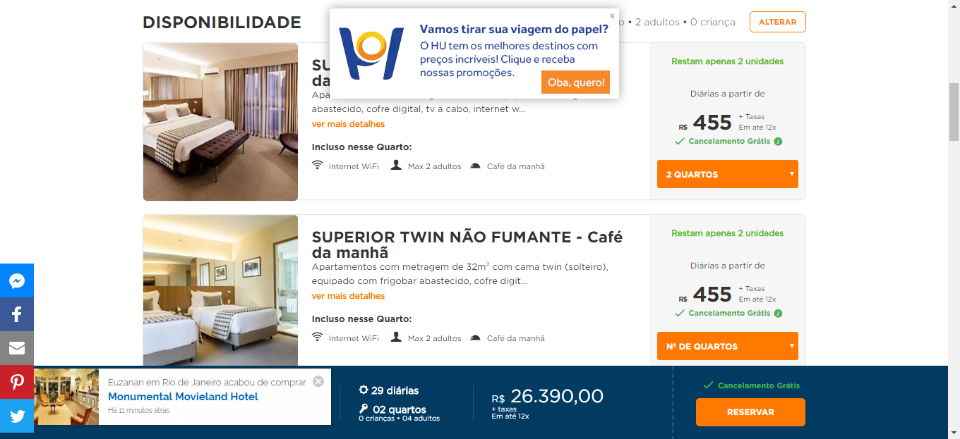 DISPONIBILIDADE
• 2 adultos • 0 criança
ALTERAR
x
Vamos tirar sua viagem do papel?
O HU tem os melhores destinos com
preços incríveis! Clique e receba
nossas promoções.
Oba, quero!
abastecido, cofre digital, tv a cabo, internet w...
ver mais detalhes
Incluso nesse Quarto:
Internet WiFi Max 2 adultos Café da manhã
Restam apenas 2 unidades
Diárias a partir de
R$ 455 + Taxas
Em até 12x
Cancelamento Grátis i
2 QUARTOS
SUPERIOR TWIN NÃO FUMANTE - Café
da manhã
Apartamentos com metragem de 32m² com cama twin (solteiro),
equipado com frigobar abastecido, cofre digit...
ver mais detalhes
Incluso nesse Quarto:
Internet WiFi Max 2 adultos Café da manhã
Restam apenas 2 unidades
Diárias a partir de
R$ 455 + Taxas
Em até 12x
Cancelamento Grátis i
Nº DE QUARTOS
Euzanan em Rio de Janeiro acabou de comprar
Monumental Movieland Hotel
Há 11 minutos atrás
29 diárias
02 quartos
0 crianças • 04 adultos
R$ 26.390,00
+ taxas
Em até 12x
Cancelamento Grátis
RESERVAR